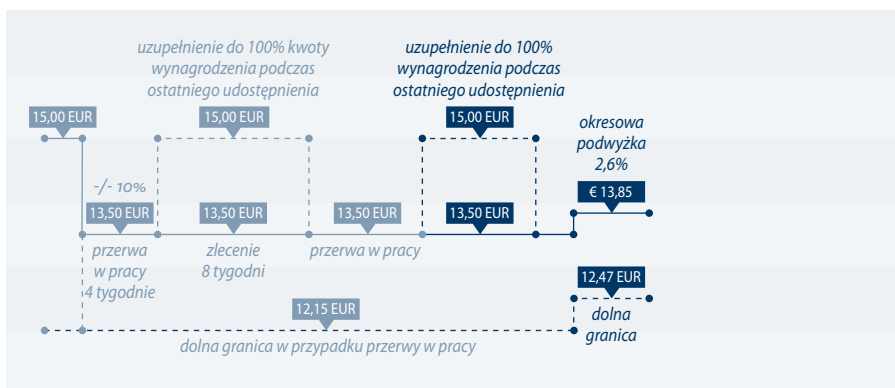 uzupełnienie do 100% kwoty
wynagrodzenia podczas
ostatniego udostępnienia
uzupełnienie do 100%
wynagrodzenia podczas
ostatniego udostępnienia
15,00 EUR
15,00 EUR
15,00 EUR
okresowa
podwyżka
2,6%
-/- 10%
€ 13,85
13,50 EUR
13,50 EUR
13,50 EUR
13,50 EUR
przerwa
w pracy
4 tygodnie
zlecenie
8 tygodni
przerwa w pracy
12,47 EUR
12,15 EUR
dolna
granica
dolna granica w przypadku przerwy w pracy